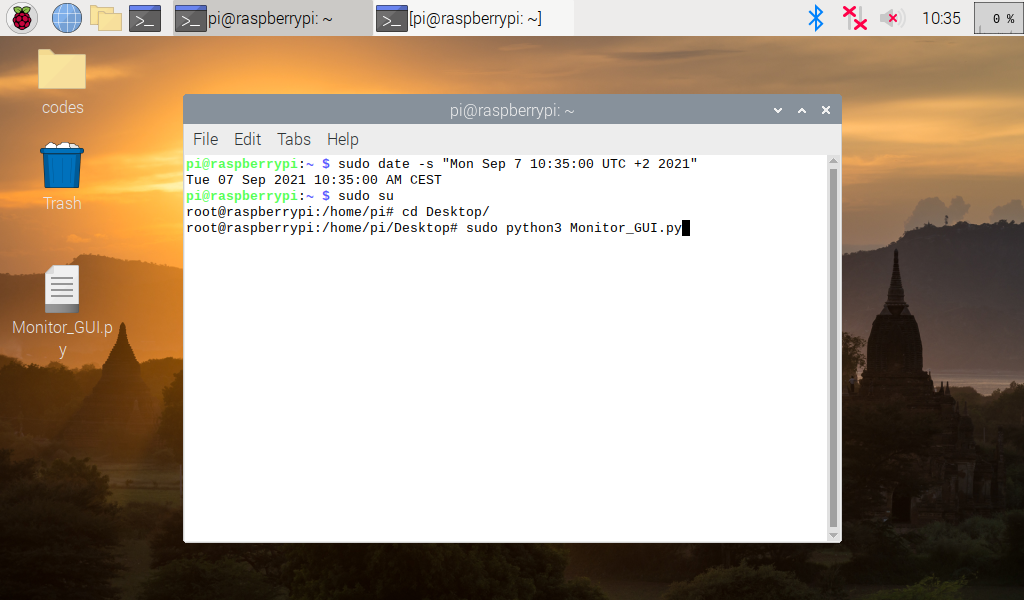 pi@raspberrypi: ~
[pi@raspberrypi: ~]
10:35
0 %
codes
Trash
Monitor_GUI.p
y
pi@raspberrypi: ~
File Edit Tabs Help
pi@raspberrypi:~ $ sudo date -s "Mon Sep 7 10:35:00 UTC +2 2021"
Tue 07 Sep 2021 10:35:00 AM CEST
pi@raspberrypi:~ $ sudo su
root@raspberrypi:/home/pi# cd Desktop/
root@raspberrypi:/home/pi/Desktop# sudo python3 Monitor_GUI.py